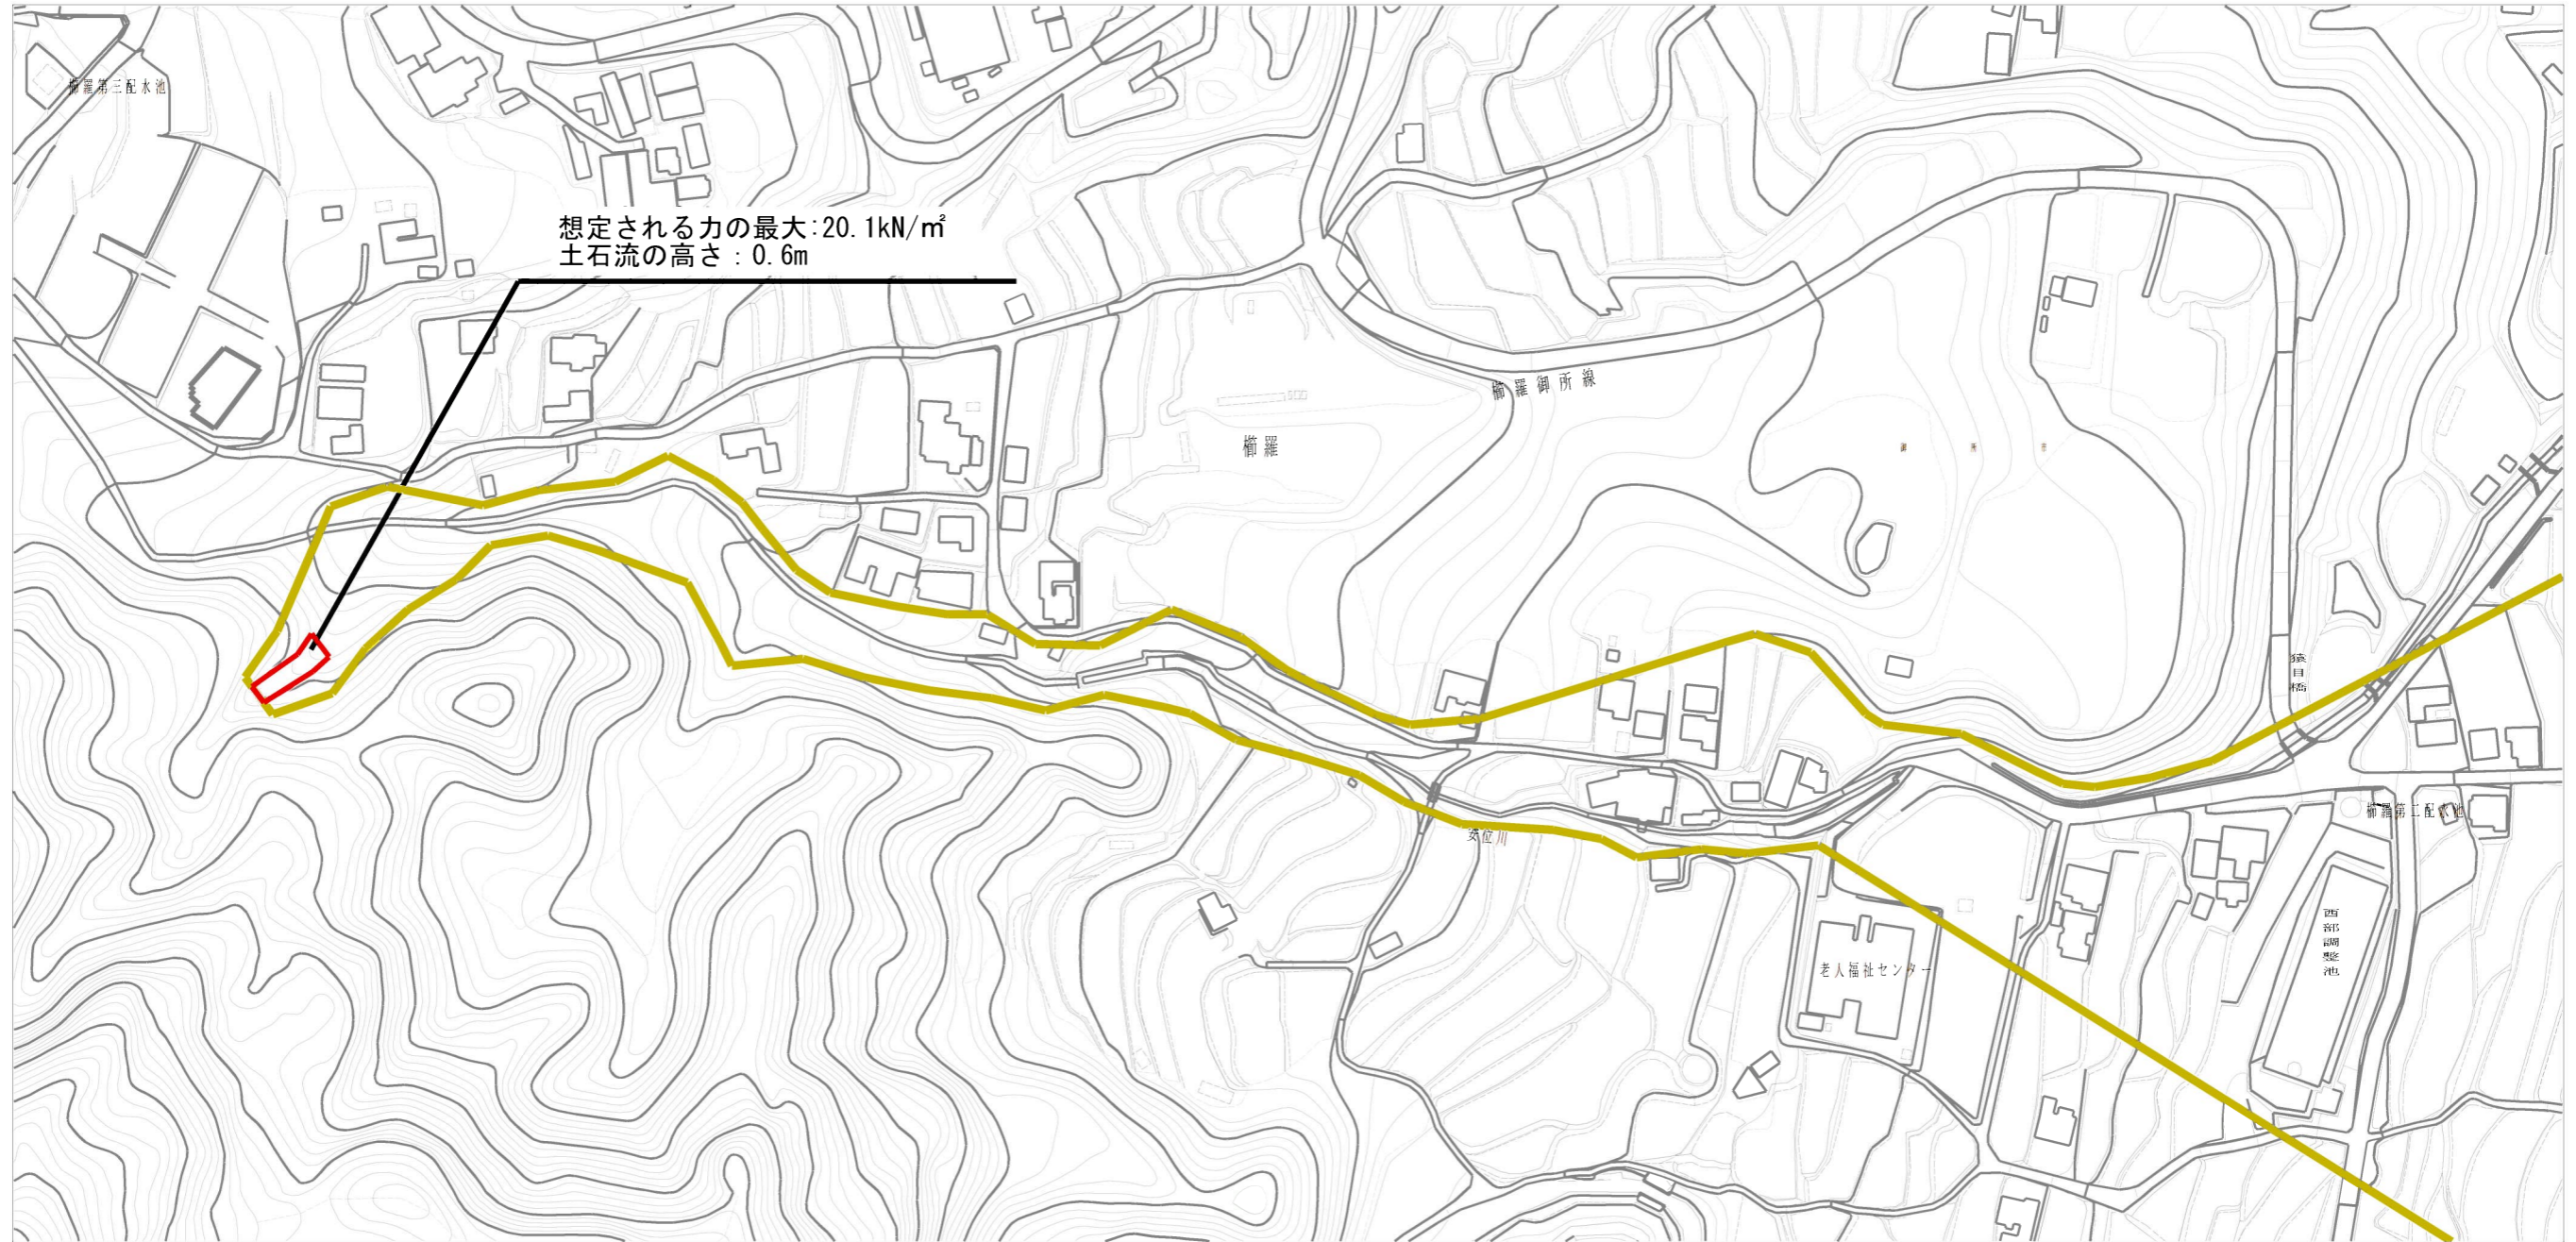 櫛羅第三配水池
想定される力の最大:20.1kN/㎡
土石流の高さ:0.6m
櫛羅御所線
櫛羅
御所市
猿目橋
櫛羅第二配水池
安位川
西部調整池
老人福祉センター